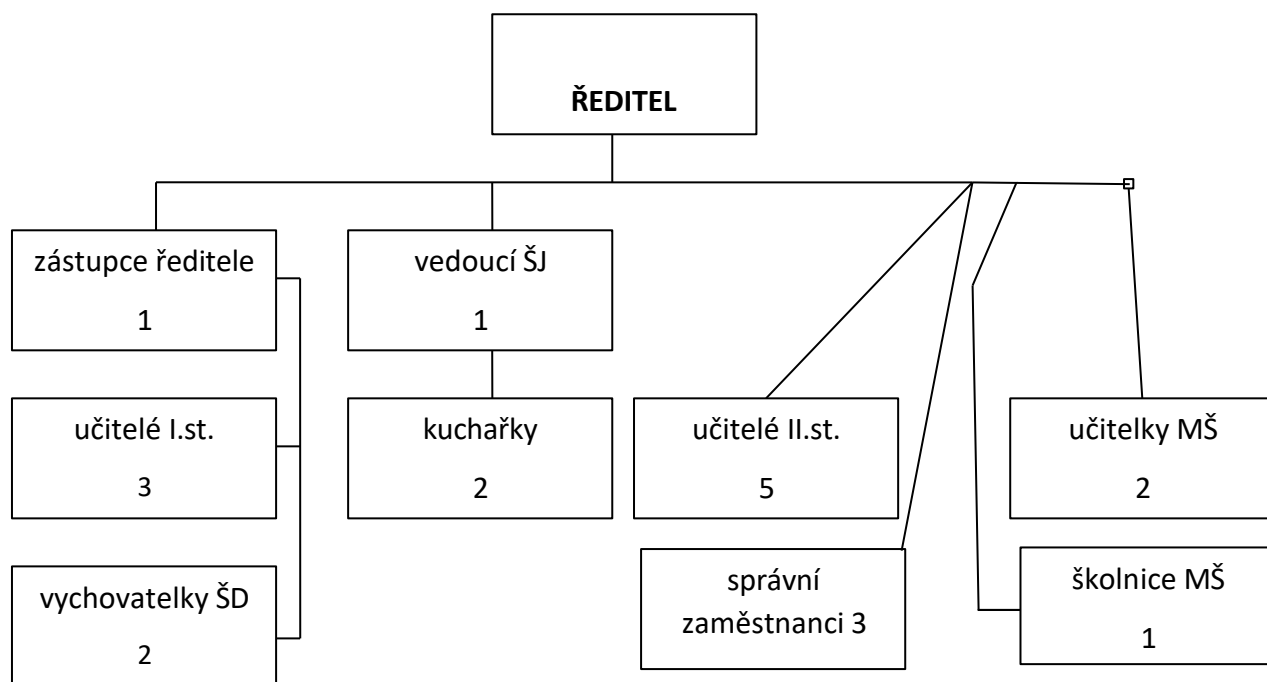 ŘEDITEL
zástupce ředitele
1
vedoucí ŠJ
1
učitelé I.st.
3
kuchařky
2
učitelé II.st.
5
učitelky MŠ
2
vychovatelky ŠD
2
správní
zaměstnanci 3
školnice MŠ
1